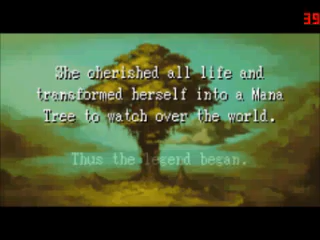 39
She cherished all life and
transformed herself into a Mana
Tree to watch over the world.
Thus the legend began.